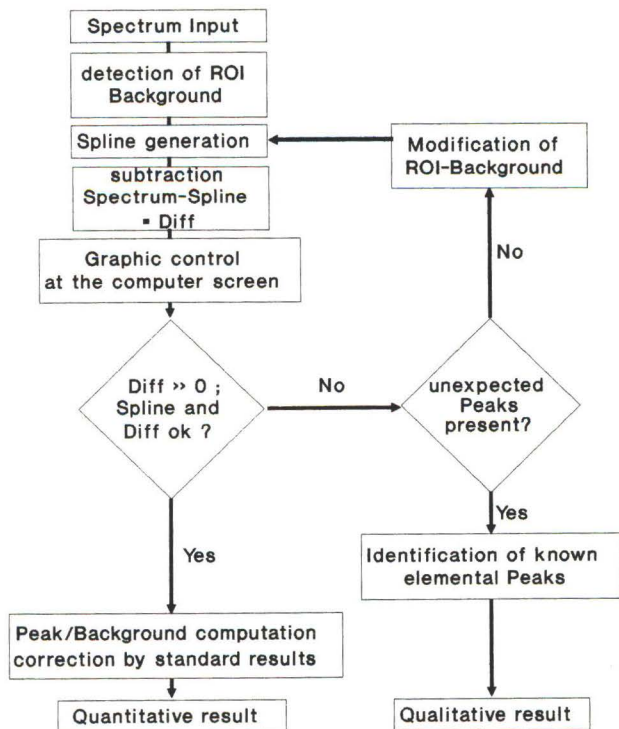 Spectrum Input
detection of ROI
Background
Spline generation
subtraction
Spectrum-Spline
= Diff
Graphic control
at the computer screen
Diff >> 0 ;
Spline and
Diff ok ?
No
Yes
Peak/Background computation
correction by standard results
Quantitative result
Modification of
ROI-Background
No
unexpected
Peaks
present?
Yes
Identification of known
elemental Peaks
Qualitative result